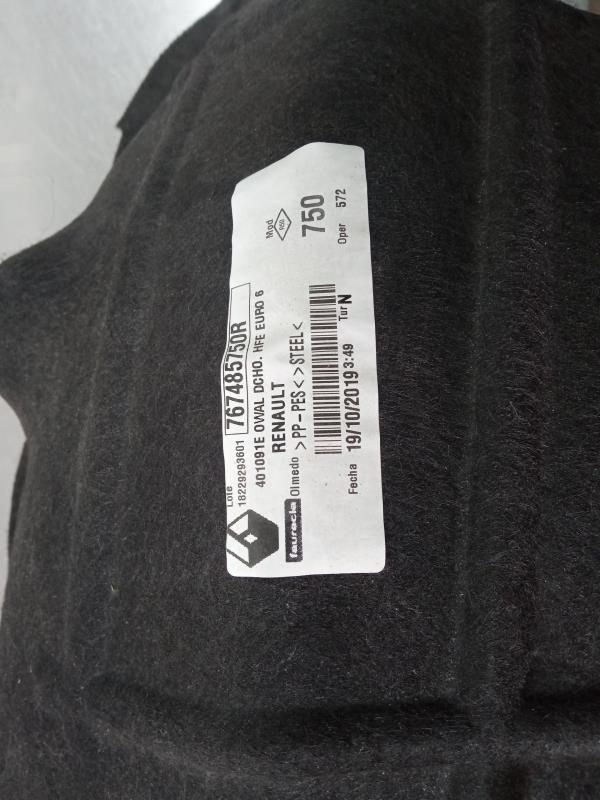 Lote
18229293601
767485750R
401091E OWAL DCHO. HFE EURO 6
RENAULT
faurecia
Olmedo
>PP-PES<>STEEL<
Fecha
19/10/2019 3:49
Tur N
Mod
750
Oper 572